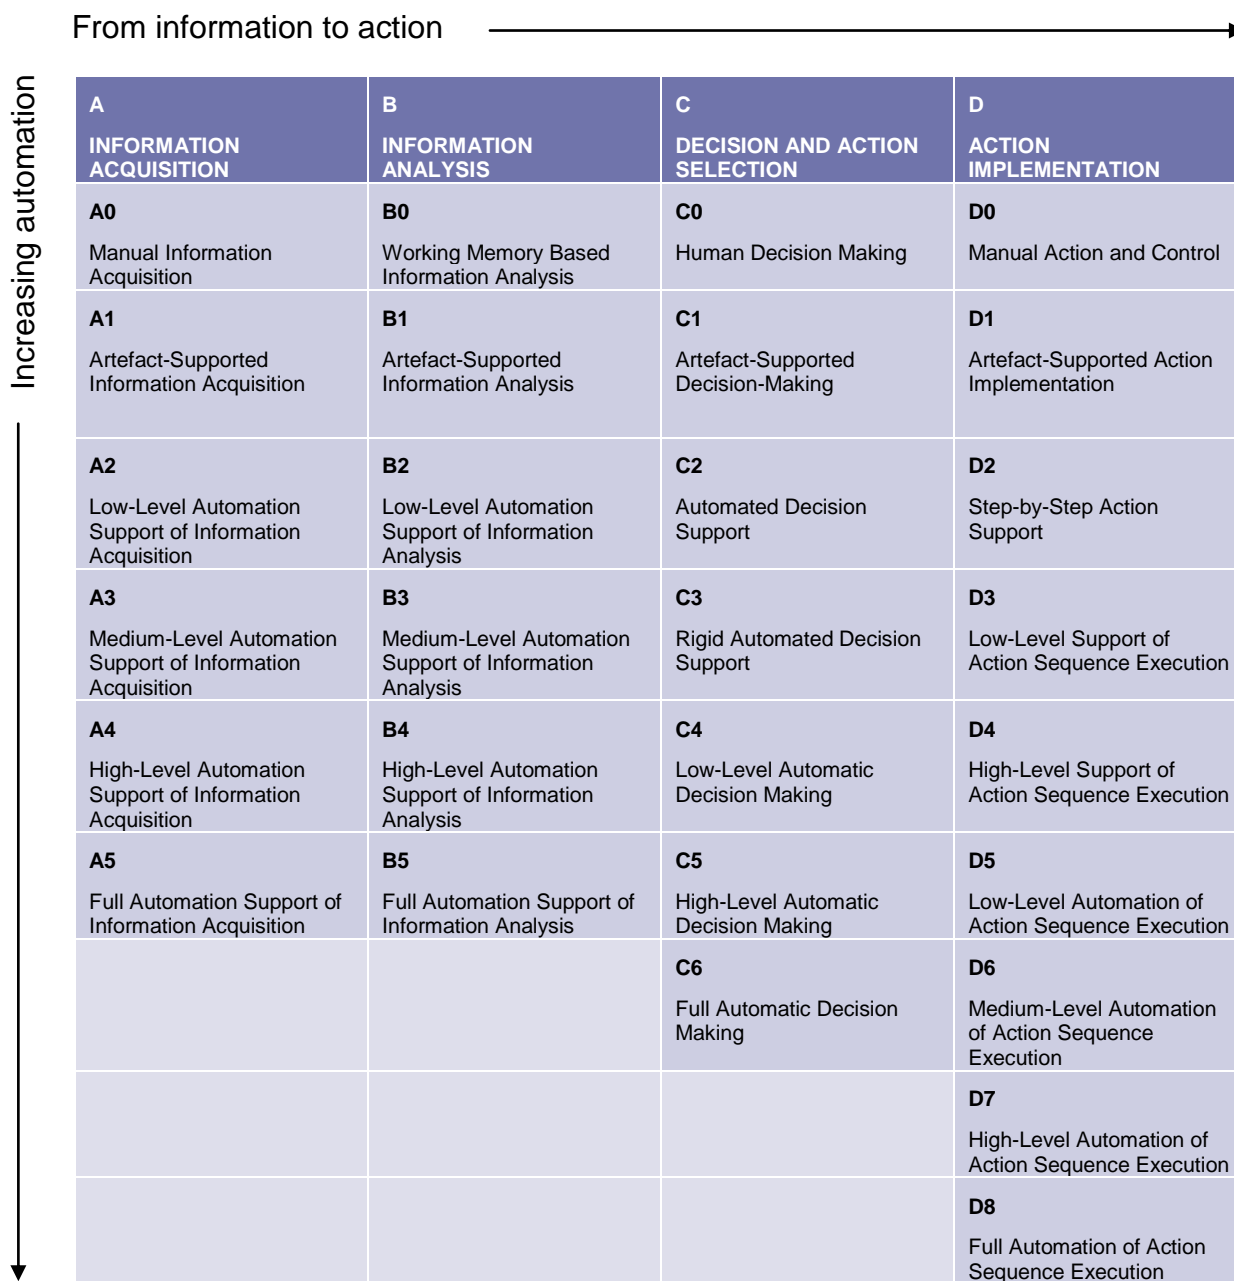 From information to action
Increasing automation
A
INFORMATION
ACQUISITION
B
INFORMATION
ANALYSIS
C
DECISION AND ACTION
SELECTION
D
ACTION
IMPLEMENTATION
A0
Manual Information
Acquisition
B0
Working Memory Based
Information Analysis
C0
Human Decision Making
D0
Manual Action and Control
A1
Artefact-Supported
Information Acquisition
B1
Artefact-Supported
Information Analysis
C1
Artefact-Supported
Decision-Making
D1
Artefact-Supported Action
Implementation
A2
Low-Level Automation
Support of Information
Acquisition
B2
Low-Level Automation
Support of Information
Analysis
C2
Automated Decision
Support
D2
Step-by-Step Action
Support
A3
Medium-Level Automation
Support of Information
Acquisition
B3
Medium-Level Automation
Support of Information
Analysis
C3
Rigid Automated Decision
Support
D3
Low-Level Support of
Action Sequence Execution
A4
High-Level Automation
Support of Information
Acquisition
B4
High-Level Automation
Support of Information
Analysis
C4
Low-Level Automatic
Decision Making
D4
High-Level Support of
Action Sequence Execution
A5
Full Automation Support of
Information Acquisition
B5
Full Automation Support of
Information Analysis
C5
High-Level Automatic
Decision Making
D5
Low-Level Automation of
Action Sequence Execution
C6
Full Automatic Decision
Making
D6
Medium-Level Automation
of Action Sequence
Execution
D7
High-Level Automation of
Action Sequence Execution
D8
Full Automation of Action
Sequence Execution